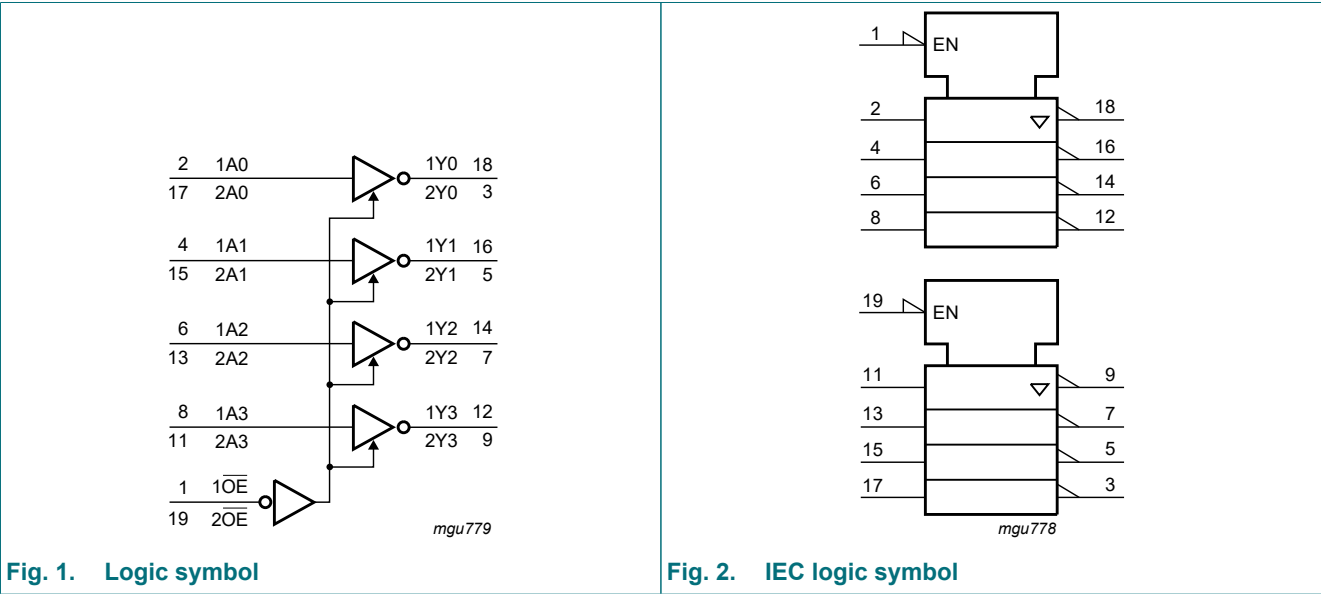 2 1A0 1Y0 18
17 2A0 2Y0 3
4 1A1 1Y1 16
15 2A1 2Y1 5
6 1A2 1Y2 14
13 2A2 2Y2 7
8 1A3 1Y3 12
11 2A3 2Y3 9
1 1O̅E̅
19 2O̅E̅
mgu779
Fig. 1. Logic symbol
1 EN
2 18
4 16
6 14
8 12
19 EN
11 9
13 7
15 5
17 3
mgu778
Fig. 2. IEC logic symbol